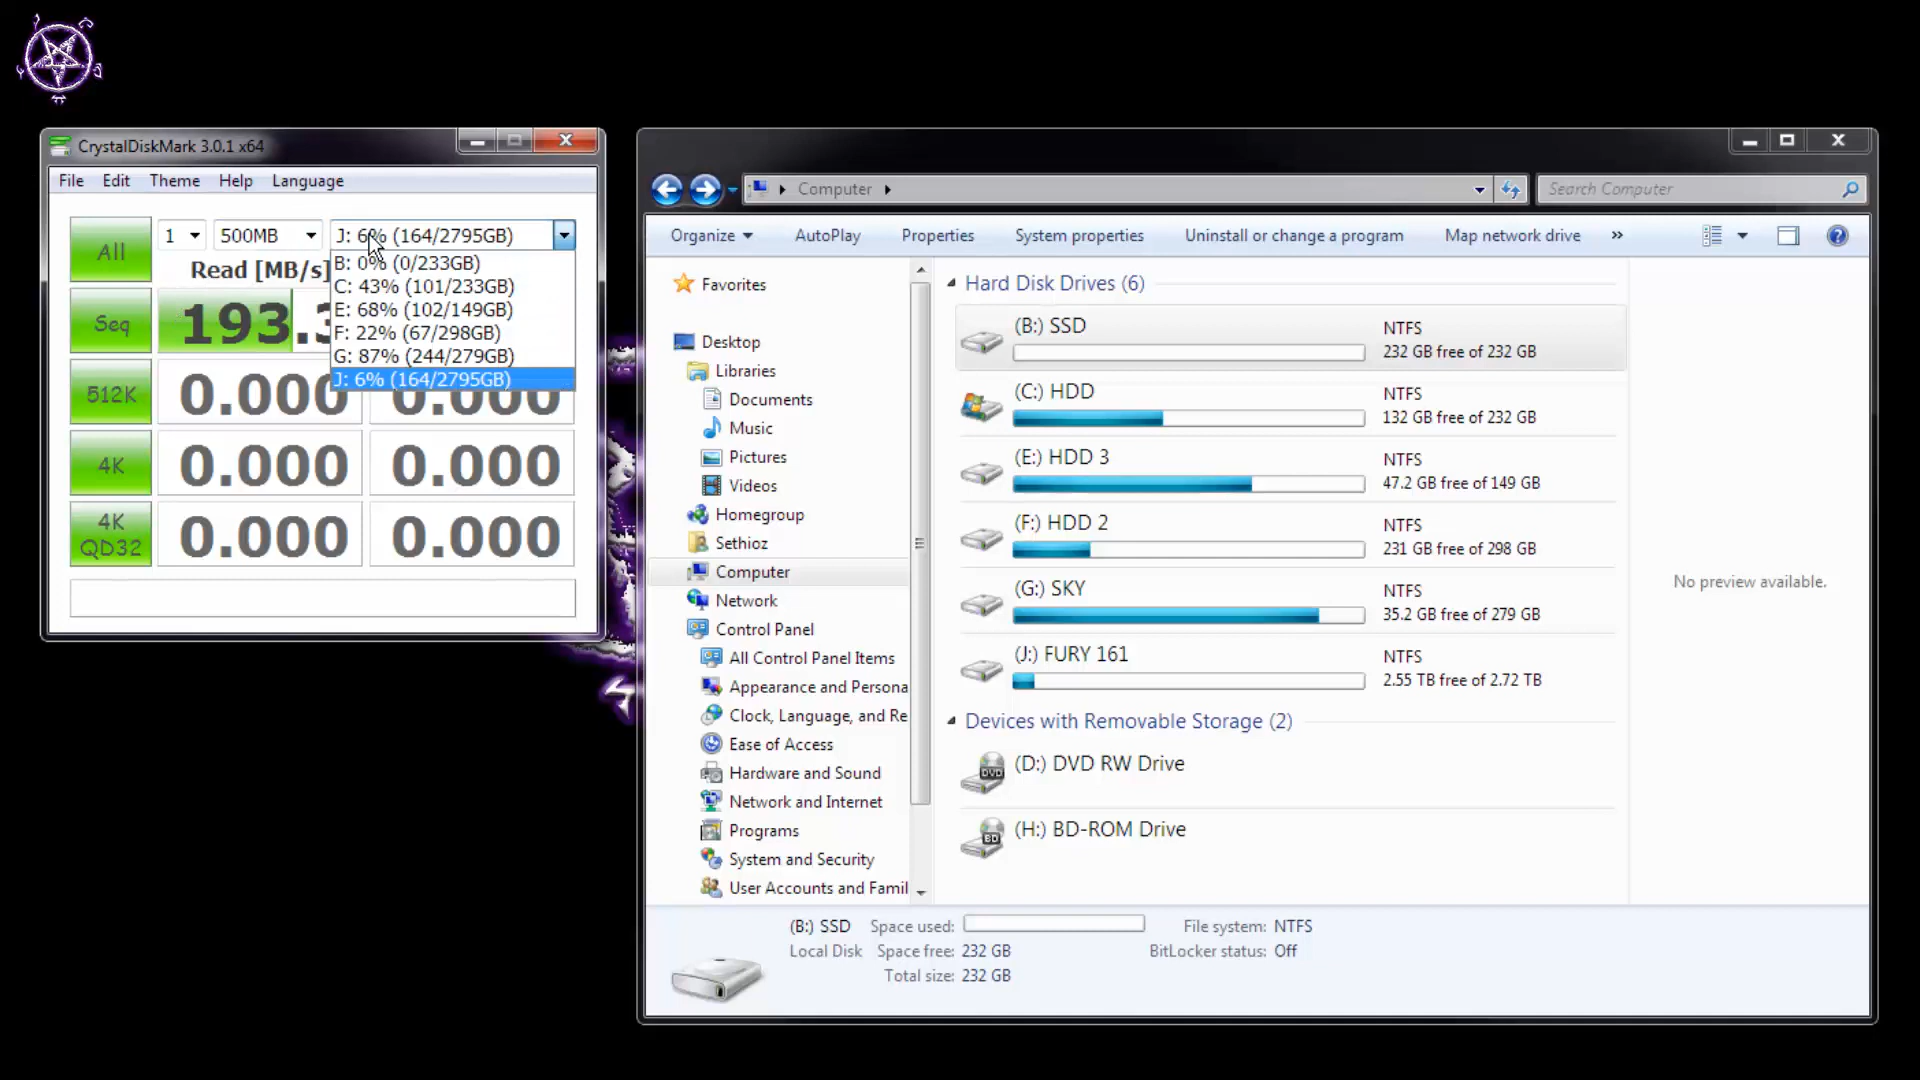 CrystalDiskMark 3.0.1 x64
File Edit Theme Help Language
All
1
500MB
J: 6% (164/2795GB)
Read [MB/s]
B: 0% (0/233GB)
C: 43% (101/233GB)
E: 68% (102/149GB)
F: 22% (67/298GB)
G: 87% (244/279GB)
J: 6% (164/2795GB)
Seq
193.3
512K
0.000 0.000
4K
0.000 0.000
4K
QD32
0.000 0.000
Computer
Search Computer
Organize AutoPlay Properties System properties Uninstall or change a program Map network drive »
Favorites
Desktop
Libraries
Documents
Music
Pictures
Videos
Homegroup
Sethioz
Computer
Network
Control Panel
All Control Panel Items
Appearance and Persona
Clock, Language, and Re
Ease of Access
Hardware and Sound
Network and Internet
Programs
System and Security
User Accounts and Famil
Hard Disk Drives (6)
(B:) SSD
NTFS
232 GB free of 232 GB
(C:) HDD
NTFS
132 GB free of 232 GB
(E:) HDD 3
NTFS
47.2 GB free of 149 GB
(F:) HDD 2
NTFS
231 GB free of 298 GB
(G:) SKY
NTFS
35.2 GB free of 279 GB
(J:) FURY 161
NTFS
2.55 TB free of 2.72 TB
Devices with Removable Storage (2)
DVD
(D:) DVD RW Drive
BD
(H:) BD-ROM Drive
No preview available.
(B:) SSD Space used: File system: NTFS
Local Disk Space free: 232 GB BitLocker status: Off
Total size: 232 GB